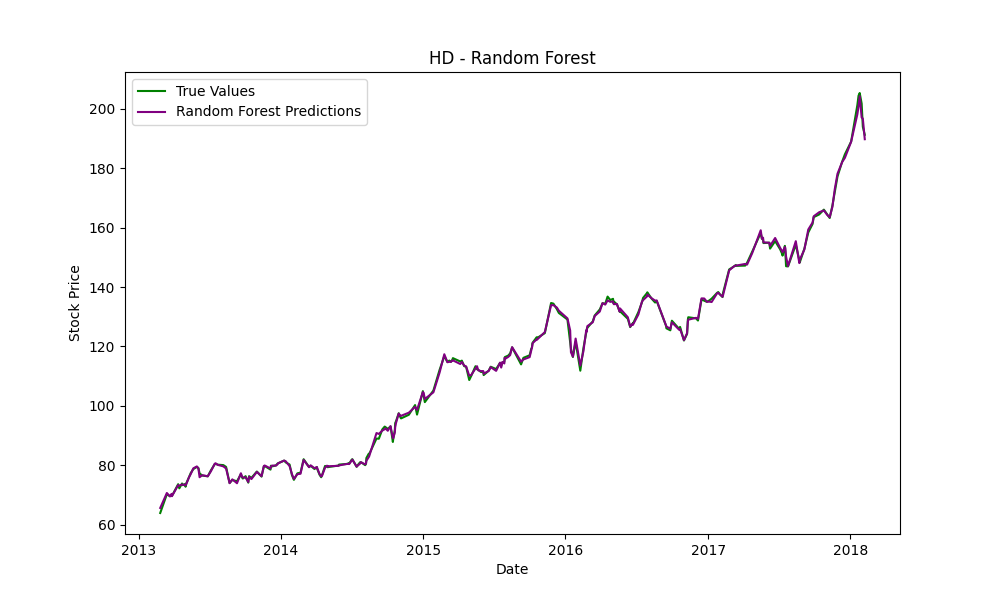 HD - Random Forest
True Values
Random Forest Predictions
200
180
160
140
120
100
80
60
Stock Price
2013 2014 2015 2016 2017 2018
Date